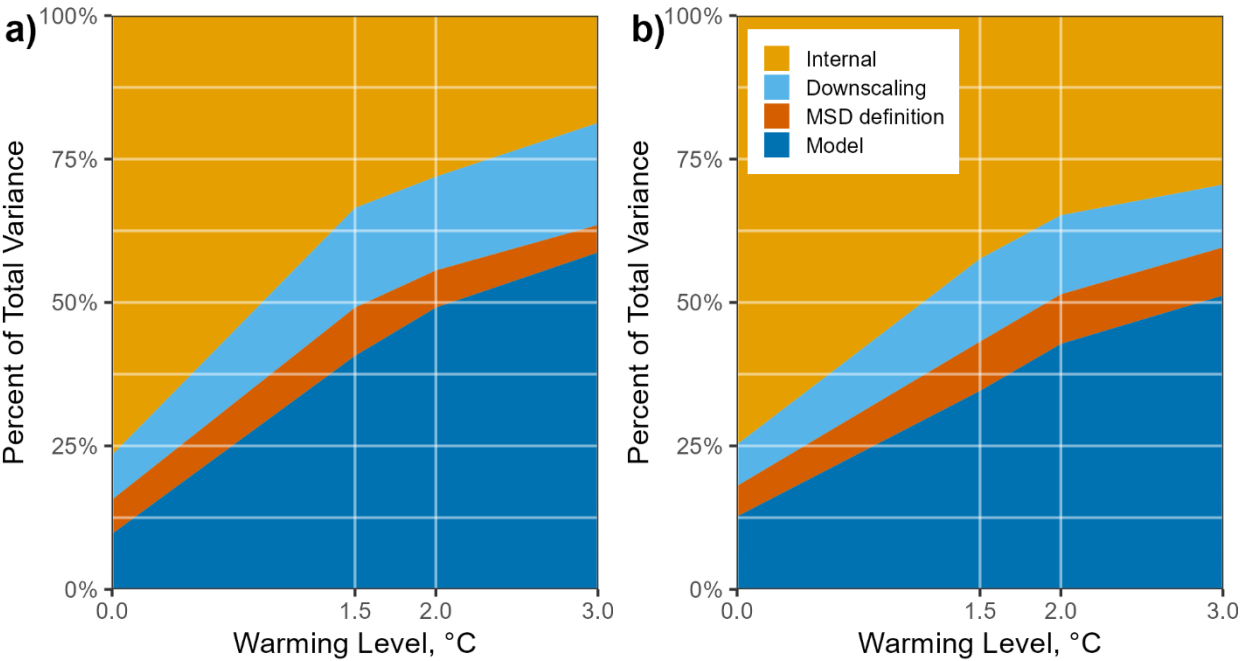 a)
Percent of Total Variance
100%
75%
50%
25%
0%
0.0 1.5 2.0 3.0
Warming Level, °C
b)
Percent of Total Variance
100%
75%
50%
25%
0%
Internal
Downscaling
MSD definition
Model
0.0 1.5 2.0 3.0
Warming Level, °C